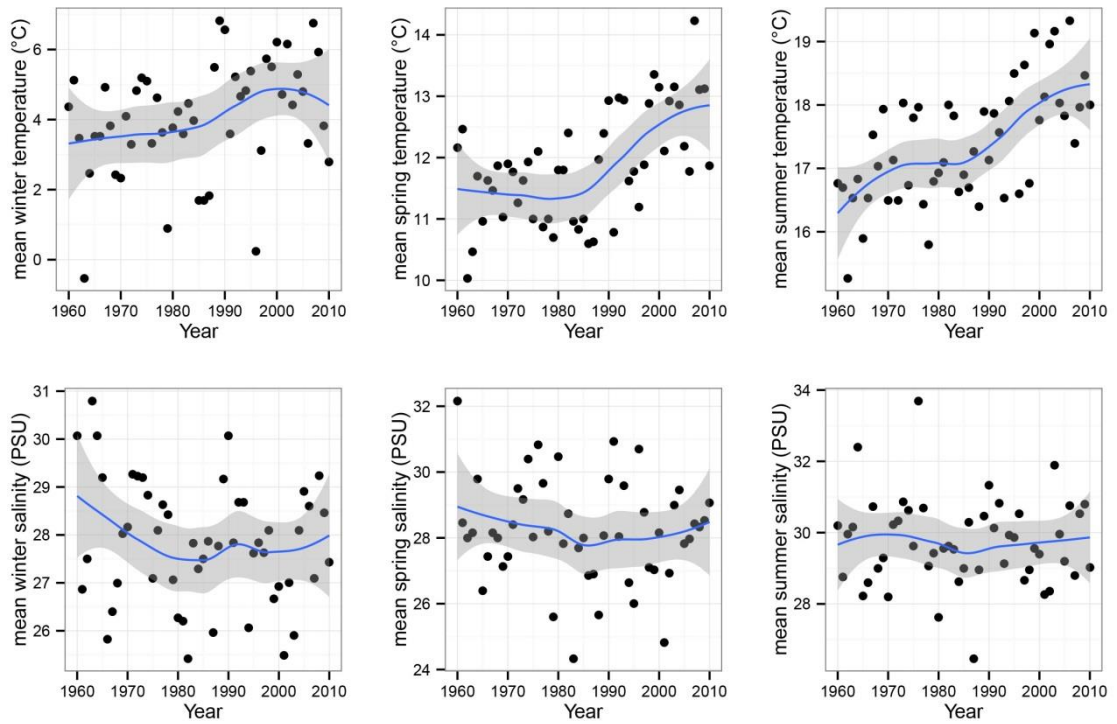 mean winter temperature (°C)
6
4
2
0
1960 1970 1980 1990 2000 2010
Year
mean spring temperature (°C)
14
13
12
11
10
1960 1970 1980 1990 2000 2010
Year
mean summer temperature (°C)
19
18
17
16
1960 1970 1980 1990 2000 2010
Year
mean winter salinity (PSU)
31
30
29
28
27
26
1960 1970 1980 1990 2000 2010
Year
mean spring salinity (PSU)
32
30
28
26
24
1960 1970 1980 1990 2000 2010
Year
mean summer salinity (PSU)
34
32
30
28
1960 1970 1980 1990 2000 2010
Year